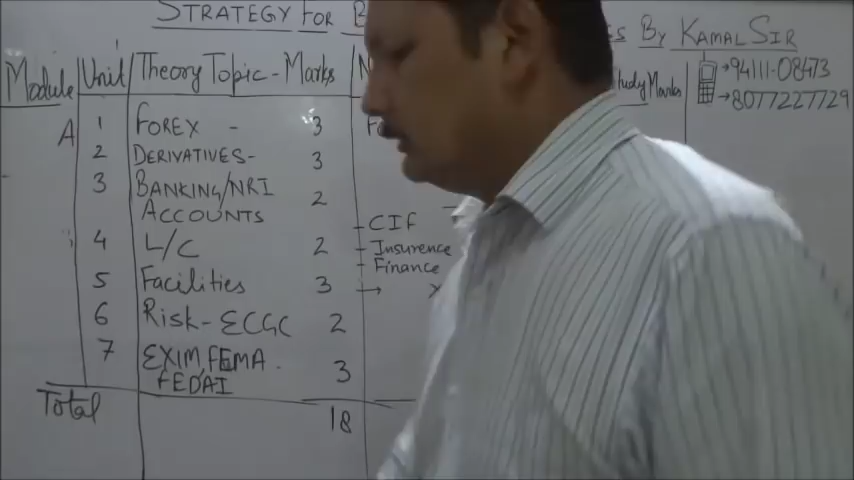 STRATEGY FOR B
S BY KAMAL SIR
→94111-08473
→8077227729
Module Unit Theory Topic - Marks N
tudy Marks
A 1 FOREX - 3 Fo
2 DERIVATIVES- 3
3 BANKING/NRI ACCOUNTS 2
CIF
4 L/C 2 Insurence
Finance
5 Facilities 3 → X
6 Risk-ECGC 2
7 EXIM, FEMA 3
FEDAI
Total 18